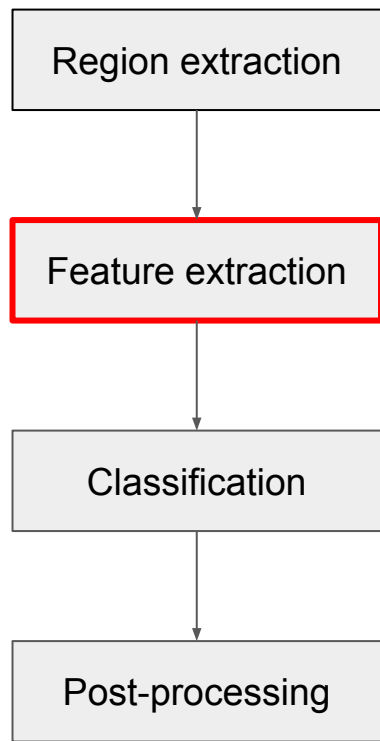 Region extraction
Feature extraction
Classification
Post-processing